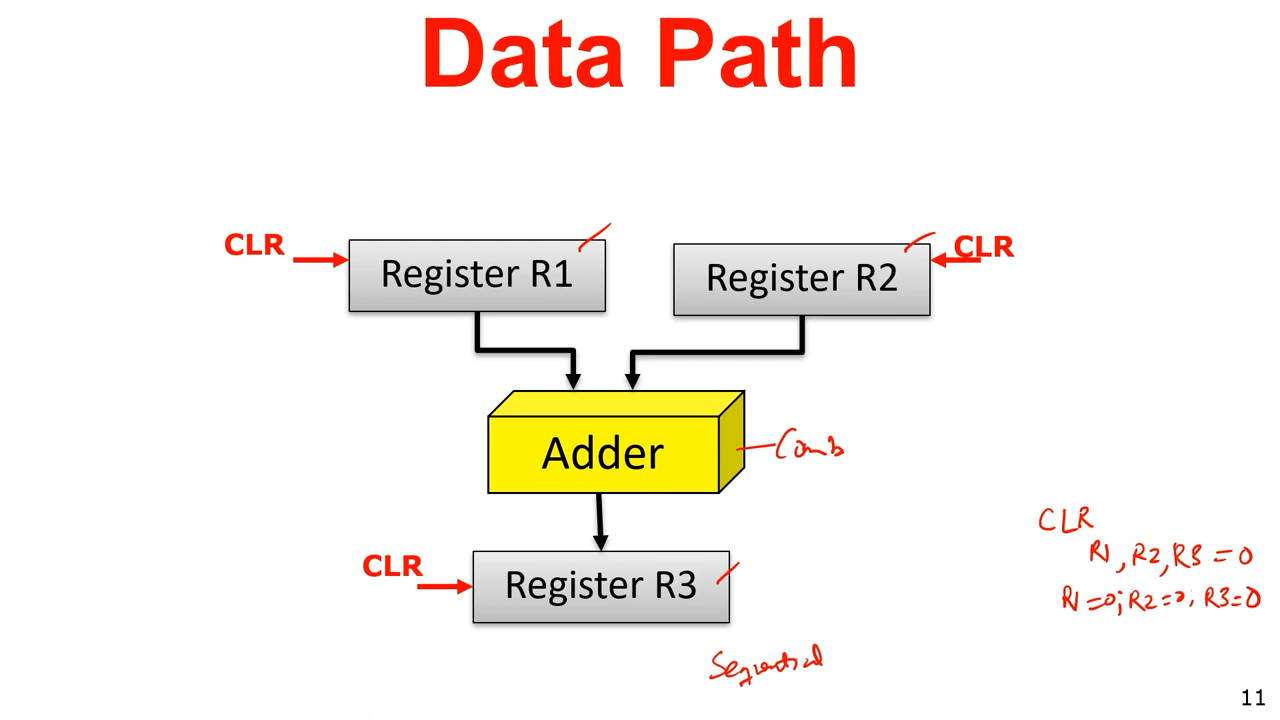 Data Path
CLR
Register R1
Register R2
CLR
Adder
Comb
CLR
Register R3
CLR
R1, R2, R3 = 0
R1 = 0; R2 = 0; R3 = 0
Sequential
11